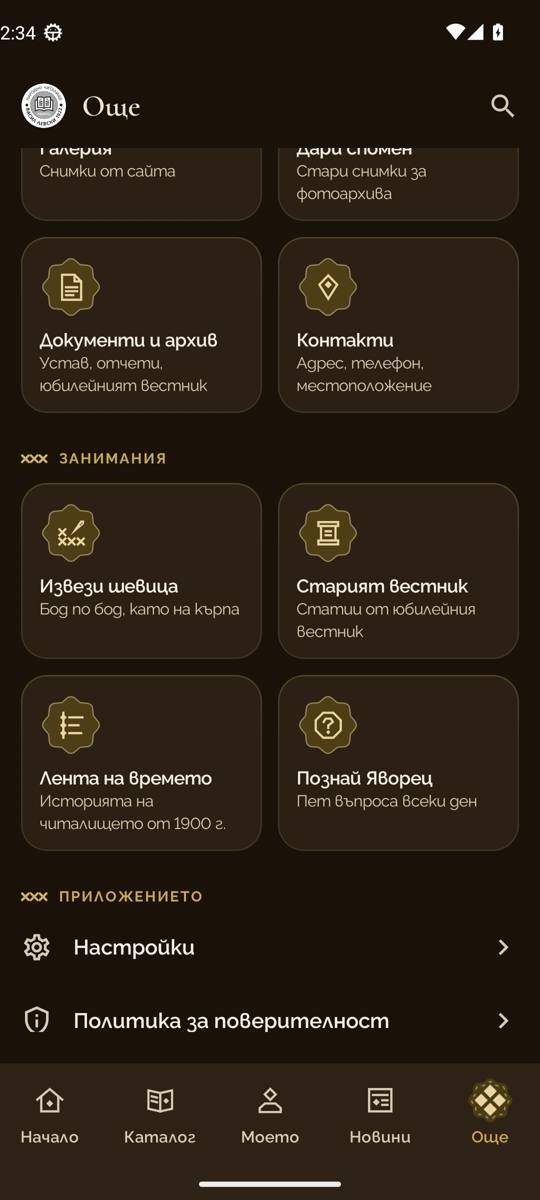 2:34
Още
Галерия
Дари спомен
Снимки от сайта
Стари снимки за
фотоархива
Документи и архив
Контакти
Устав, отчети,
юбилейният вестник
Адрес, телефон,
местоположение
ЗАНИМАНИЯ
Извези шевица
Старият вестник
Бод по бод, като на кърпа
Статии от юбилейния
вестник
Лента на времето
Познай Яворец
Историята на
читалището от 1900 г.
Пет въпроса всеки ден
ПРИЛОЖЕНИЕТО
Настройки
Политика за поверителност
Начало
Каталог
Моето
Новини
Още